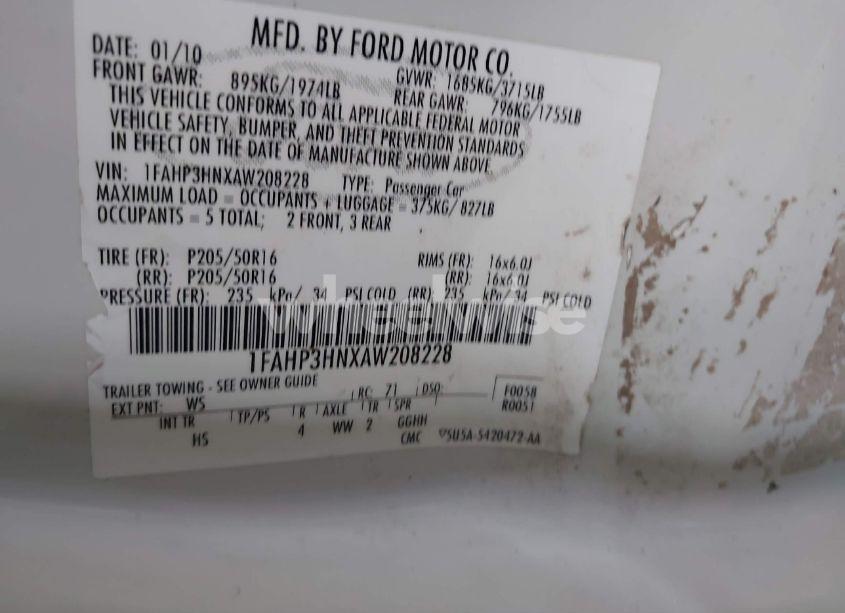 MFD. BY FORD MOTOR CO.
DATE: 01/10 GVWR: 1685KG/3715LB
FRONT GAWR: 895KG/1974LB REAR GAWR: 796KG/1755LB
THIS VEHICLE CONFORMS TO ALL APPLICABLE FEDERAL MOTOR
VEHICLE SAFETY, BUMPER, AND THEFT PREVENTION STANDARDS
IN EFFECT ON THE DATE OF MANUFACTURE SHOWN ABOVE
VIN: 1FAHP3HNXAW208228 TYPE: Passenger Car
MAXIMUM LOAD = OCCUPANTS + LUGGAGE = 375KG/827LB
OCCUPANTS = 5 TOTAL; 2 FRONT, 3 REAR
TIRE (FR): P205/50R16 RIMS (FR): 16x6.0J
(RR): P205/50R16 (RR): 16x6.0J
PRESSURE (FR): 235 kPa/ 34 PSI COLD (RR) 235 kPa/34 PSI COLD
wheelwise
1FAHP3HNXAW208228
TRAILER TOWING - SEE OWNER GUIDE
EXT PNT: WS RC: 71 DSO: F0058
R0051
INT TR TP/PS R AXLE TR SPR
HS 4 WW 2 GGHH
CMC 95U5A-5420472-AA